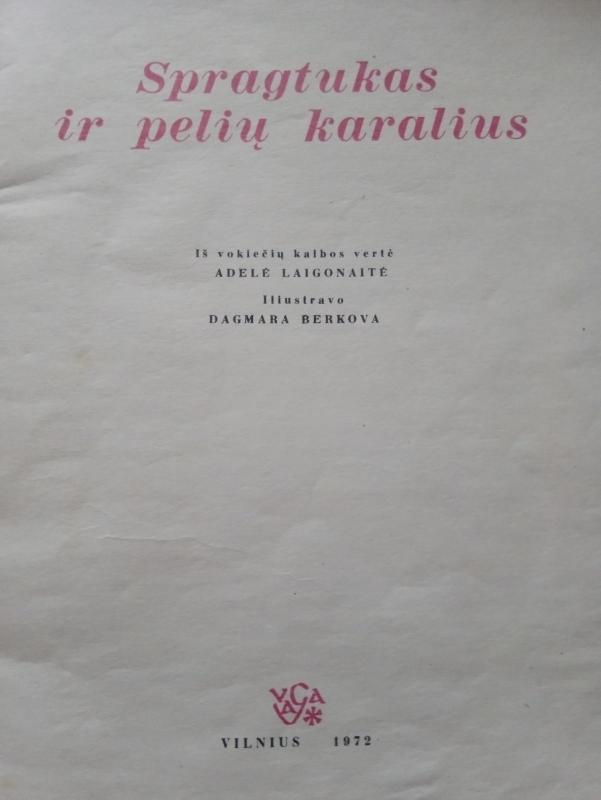 Spragtukas
ir pelių karalius
Iš vokiečių kalbos vertė
ADELĖ LAIGONAITĖ
Iliustravo
DAGMARA BERKOVA
VAGA
VILNIUS 1972